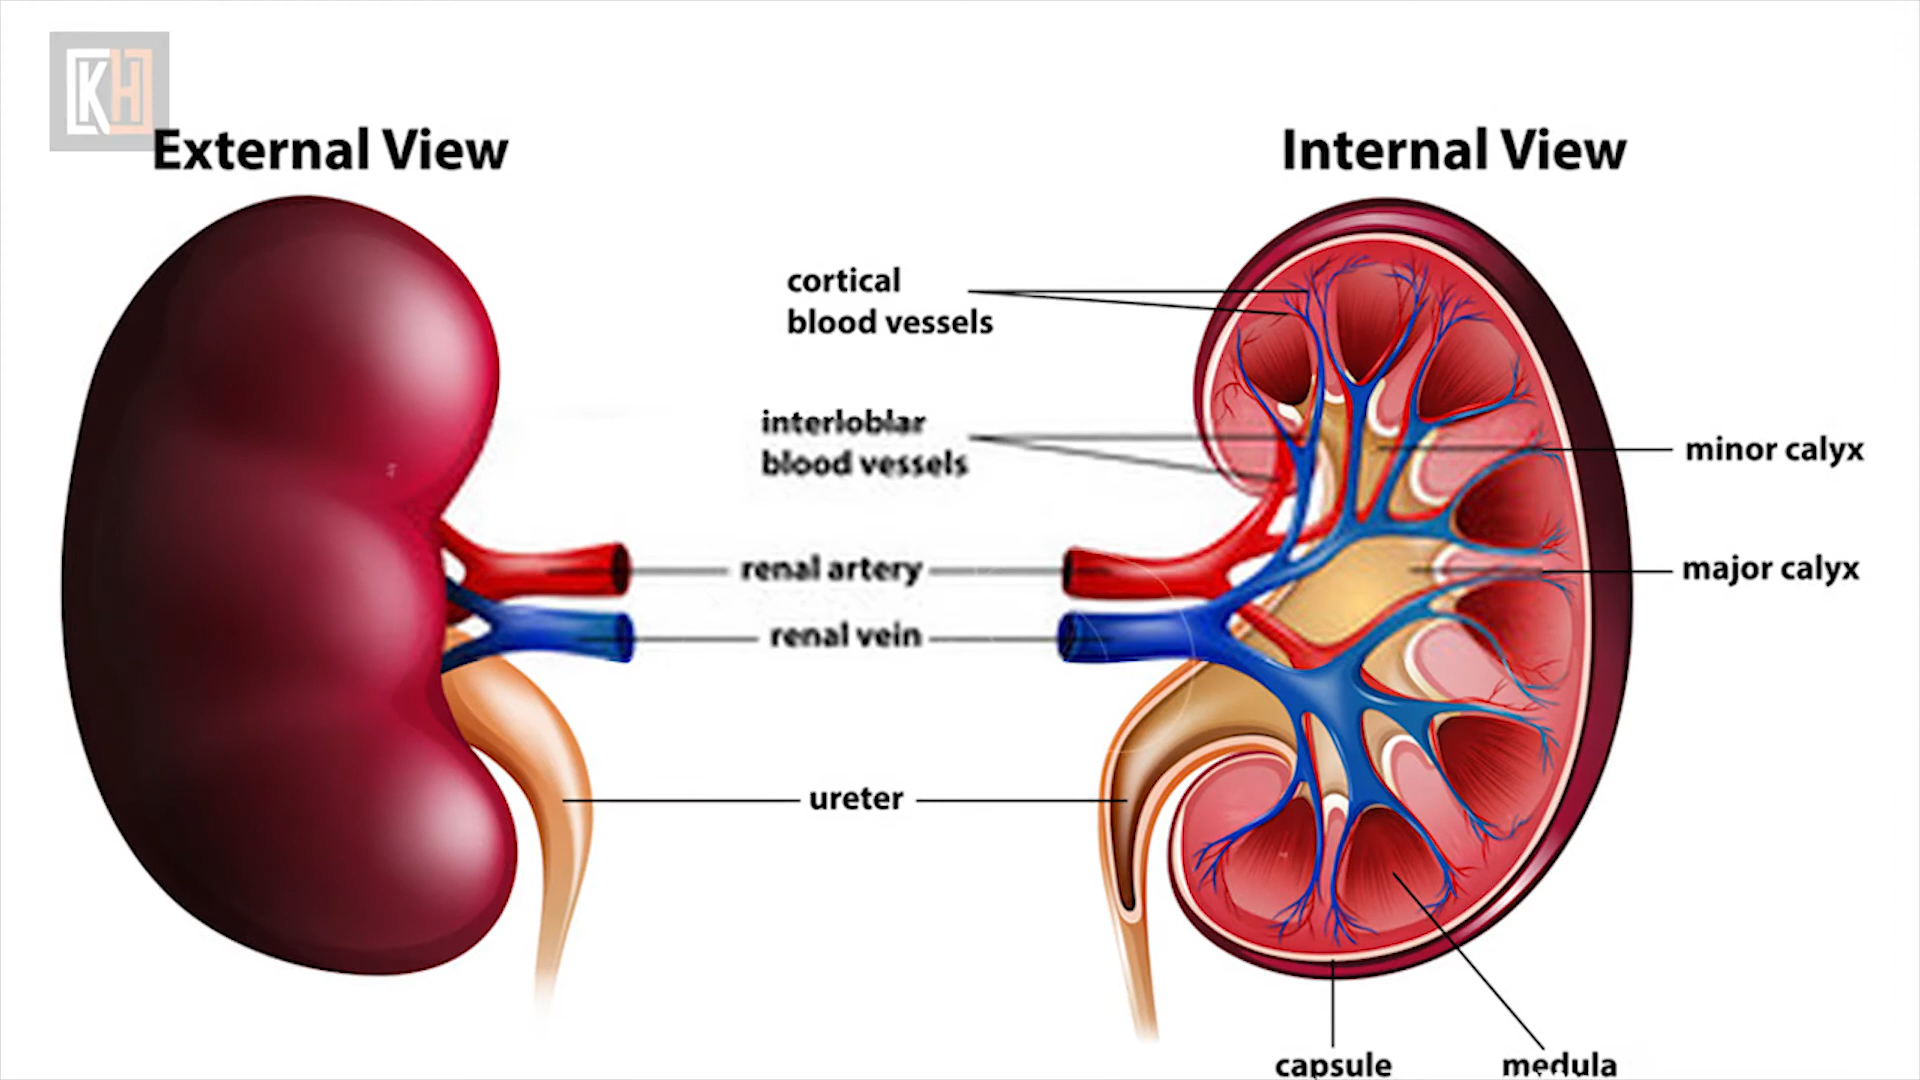 KH
External View
Internal View
cortical
blood vessels
interloblar
blood vessels
minor calyx
renal artery
major calyx
renal vein
ureter
capsule
medula